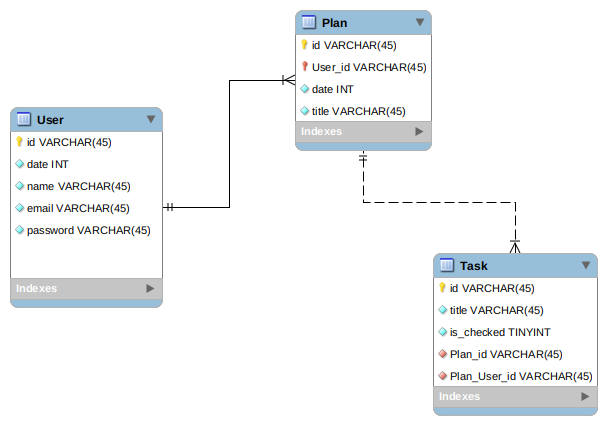 Plan
id VARCHAR(45)
User_id VARCHAR(45)
date INT
title VARCHAR(45)
Indexes
User
id VARCHAR(45)
date INT
name VARCHAR(45)
email VARCHAR(45)
password VARCHAR(45)
Indexes
Task
id VARCHAR(45)
title VARCHAR(45)
is_checked TINYINT
Plan_id VARCHAR(45)
Plan_User_id VARCHAR(45)
Indexes